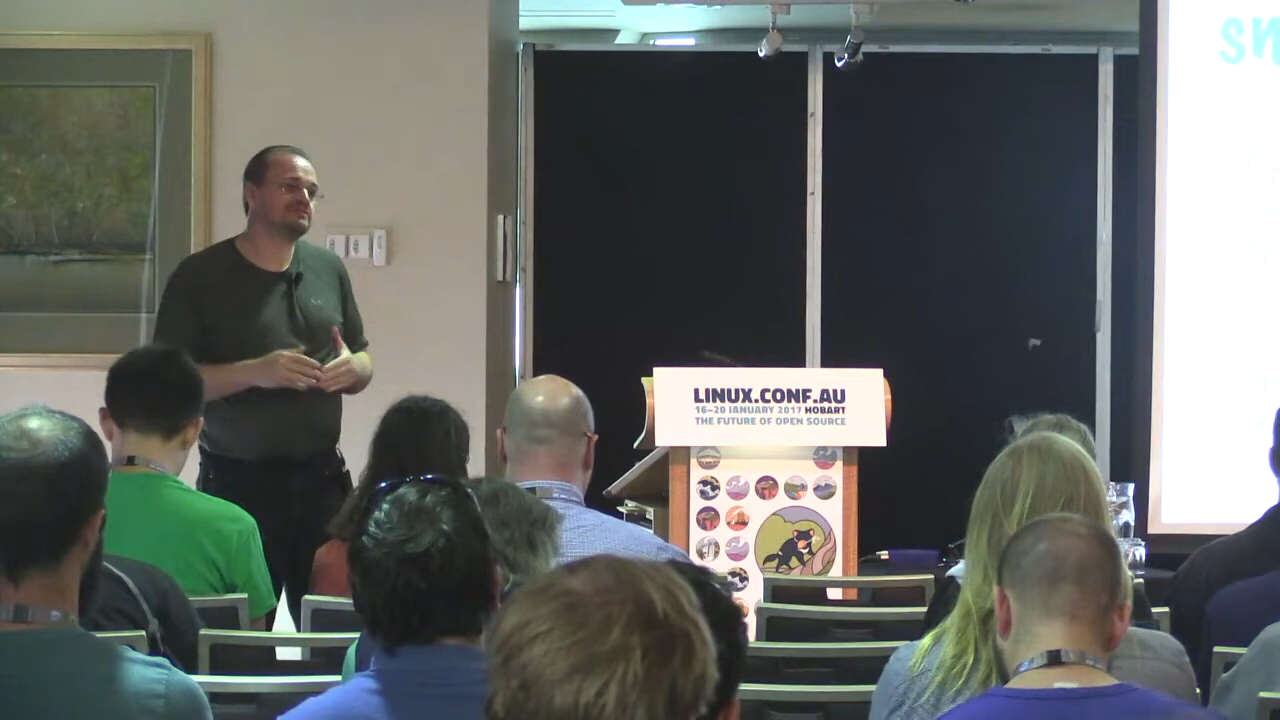 LINUX.CONF.AU
16–20 JANUARY 2017 HOBART
THE FUTURE OF OPEN SOURCE